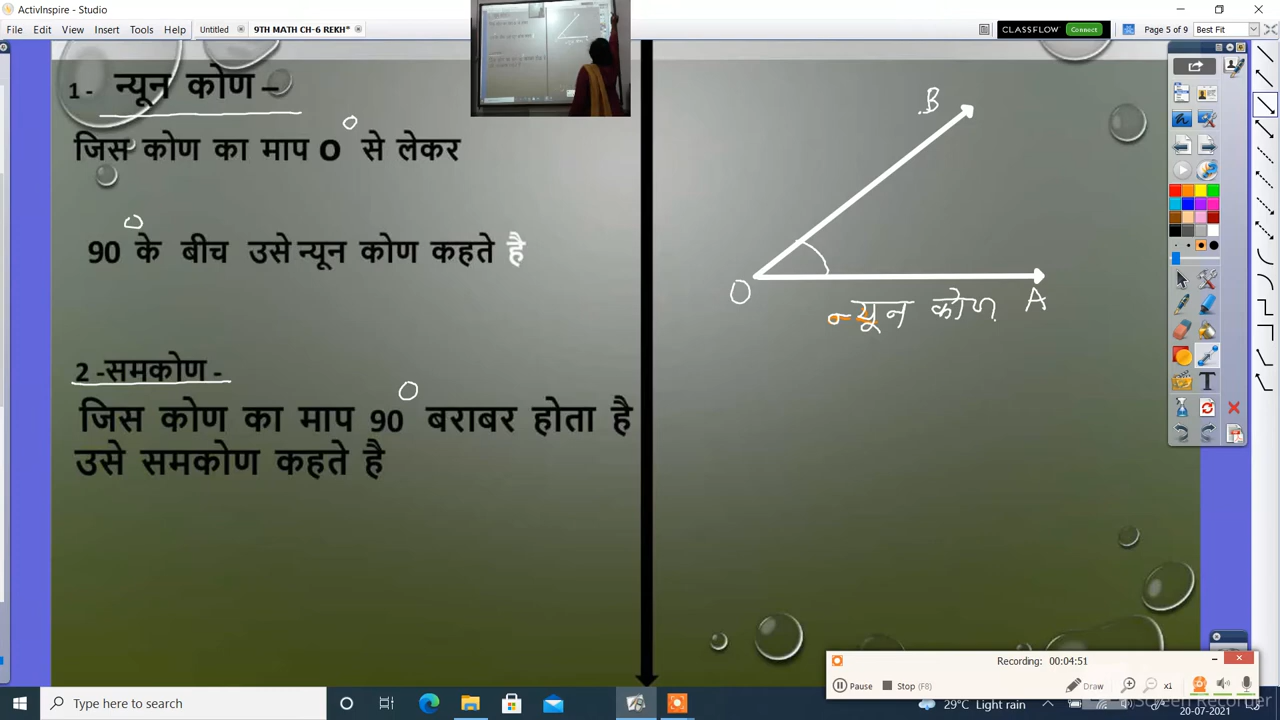 ActivInspire - Studio
File Edit View Insert Tools Help
Untitled
9TH MATH CH-6 REKH*
CLASSFLOW Connect
Page 5 of 9
Best Fit
1 - न्यून कोण –
जिस कोण का माप 0° से लेकर
90° के बीच उसे न्यून कोण कहते है
2 -समकोण -
जिस कोण का माप 90° बराबर होता है
उसे समकोण कहते है
B
O
A
न्यून कोण
Recording: 00:04:51
Pause Stop (F8) x1 Draw
Type here to search
29°C Light rain
20-07-2021
Screen Recorder